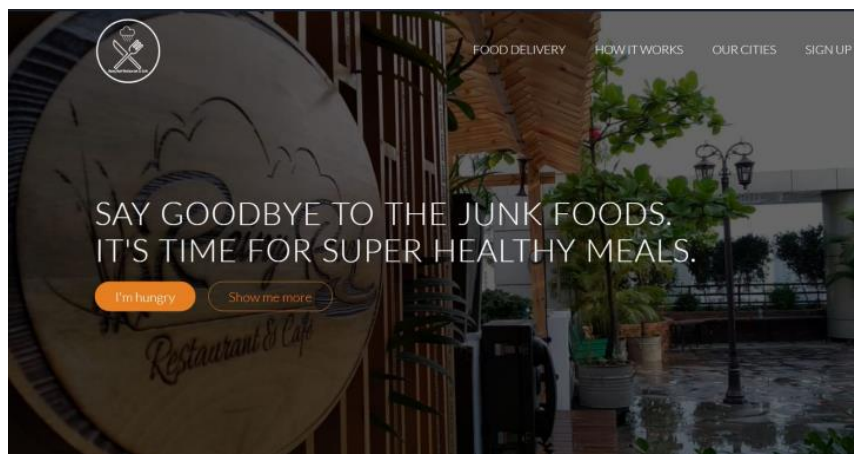 FOOD DELIVERY HOW IT WORKS OUR CITIES SIGN UP
SAY GOODBYE TO THE JUNK FOODS.
IT'S TIME FOR SUPER HEALTHY MEALS.
I'm hungry Show me more
Restaurant & Cafe